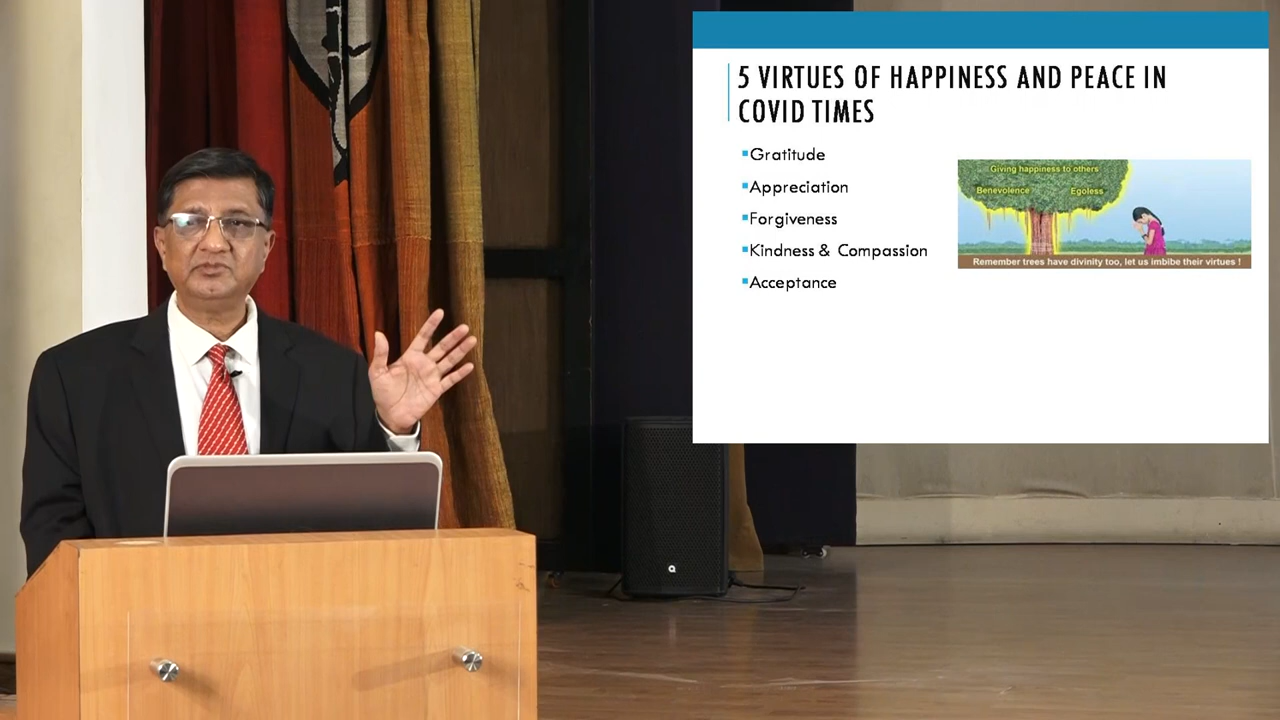 5 VIRTUES OF HAPPINESS AND PEACE IN
COVID TIMES
Gratitude
Appreciation
Forgiveness
Kindness & Compassion
Acceptance
Giving happiness to others
Benevolence Egoless
Remember trees have divinity too, let us imbibe their virtues !